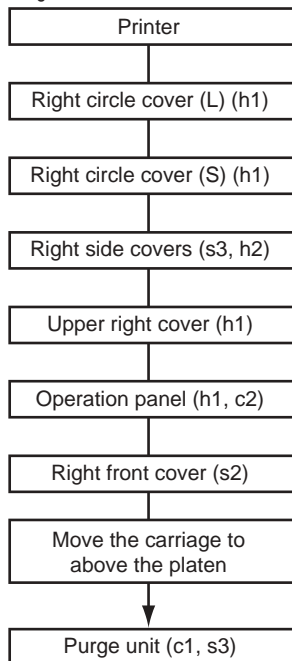 Printer
Right circle cover (L) (h1)
Right circle cover (S) (h1)
Right side covers (s3, h2)
Upper right cover (h1)
Operation panel (h1, c2)
Right front cover (s2)
Move the carriage to
above the platen
Purge unit (c1, s3)